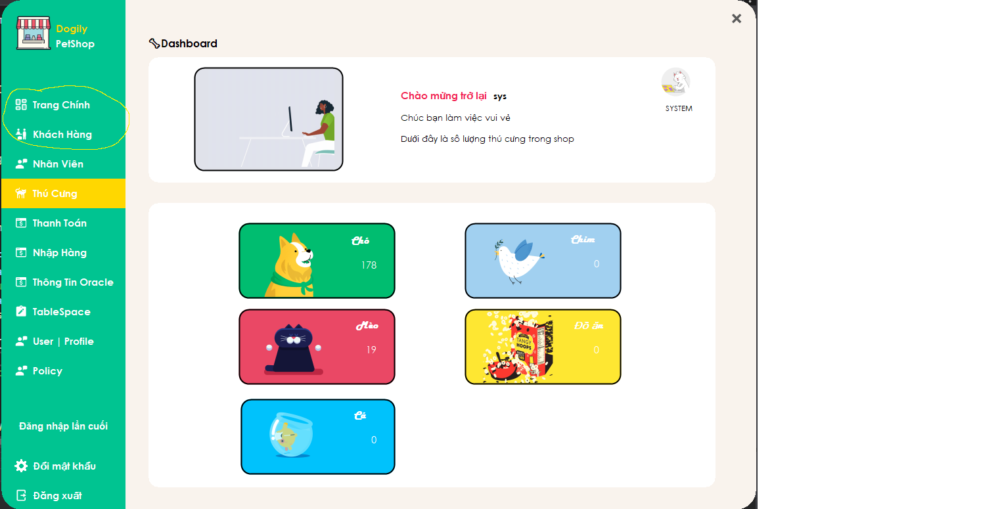 Dogily
PetShop
Trang Chính
Khách Hàng
Nhân Viên
Thú Cưng
Thanh Toán
Nhập Hàng
Thông Tin Oracle
TableSpace
User | Profile
Policy
Đăng nhập lần cuối
Đổi mật khẩu
Đăng xuất
Dashboard
Chào mừng trở lại sys
Chúc bạn làm việc vui vẻ
Dưới đây là số lượng thú cưng trong shop
SYSTEM
Chó
178
Chim
0
Mèo
19
Đồ ăn
0
TANGY
HOOPS
Cá
0